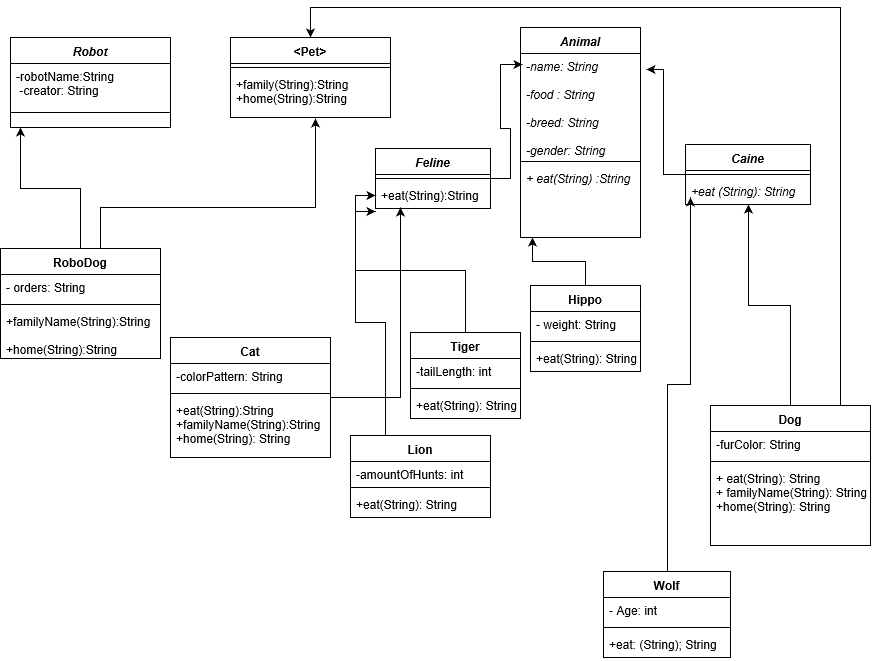 Robot
-robotName:String
-creator: String
<Pet>
+family(String):String
+home(String):String
Animal
-name: String
-food : String
-breed: String
-gender: String
+ eat(String) :String
Feline
+eat(String):String
Caine
+eat (String): String
RoboDog
- orders: String
+familyName(String):String
+home(String):String
Hippo
- weight: String
+eat(String): String
Cat
-colorPattern: String
+eat(String):String
+familyName(String):String
+home(String): String
Tiger
-tailLength: int
+eat(String): String
Lion
-amountOfHunts: int
+eat(String): String
Dog
-furColor: String
+ eat(String): String
+ familyName(String): String
+home(String): String
Wolf
- Age: int
+eat: (String); String